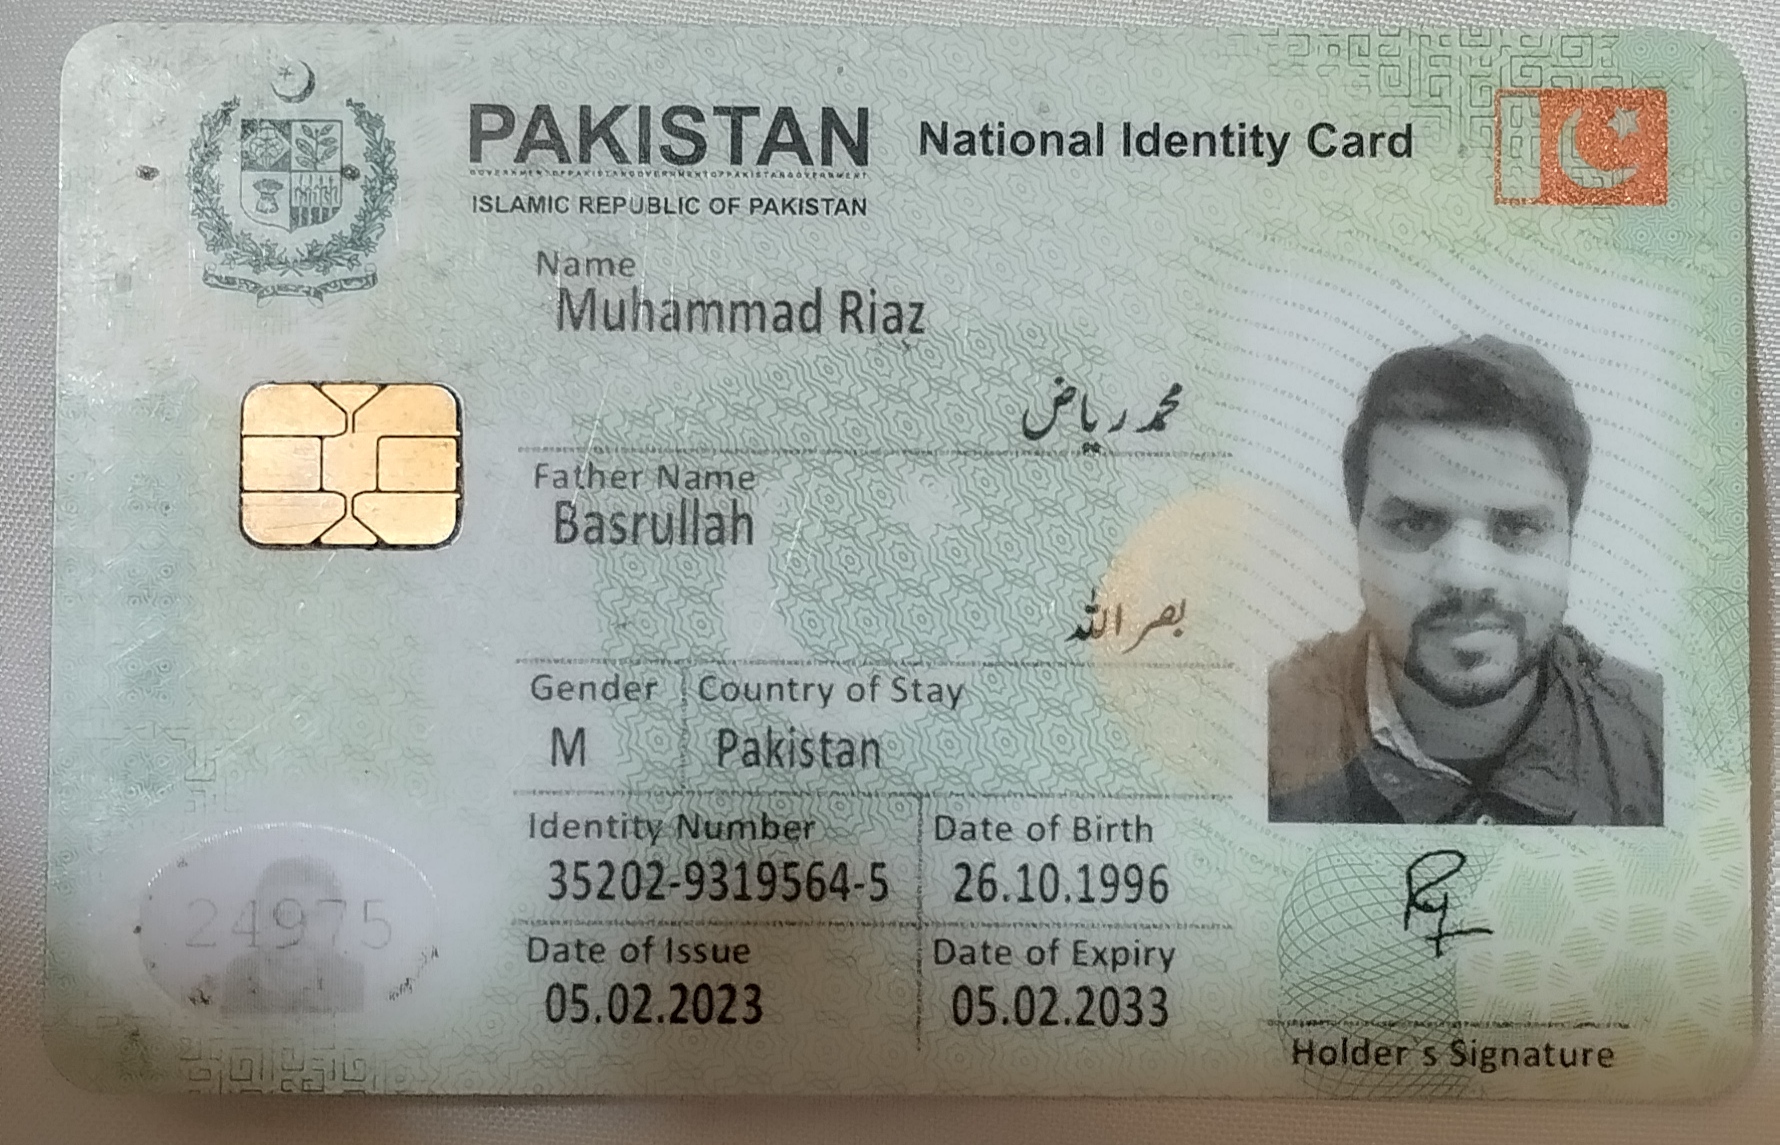 PAKISTAN National Identity Card
ISLAMIC REPUBLIC OF PAKISTAN
Name
Muhammad Riaz
محمد ریاض
Father Name
Basrullah
بصر اللہ
Gender Country of Stay
M Pakistan
Identity Number Date of Birth
35202-9319564-5 26.10.1996
Date of Issue Date of Expiry
05.02.2023 05.02.2033
24975
Holder s Signature